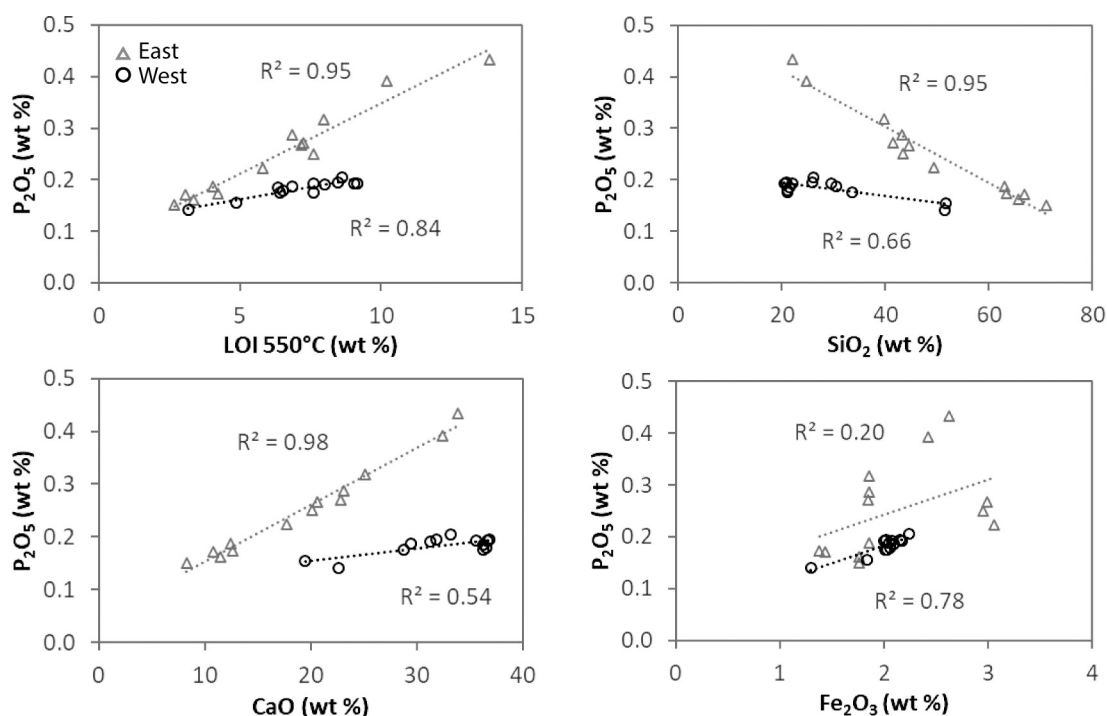 0.5
0.4
0.3
0.2
0.1
0.0
P₂O₅ (wt %)
East
West
R² = 0.95
R² = 0.84
0 5 10 15
LOI 550°C (wt %)
0.5
0.4
0.3
0.2
0.1
0.0
P₂O₅ (wt %)
R² = 0.95
R² = 0.66
0 20 40 60 80
SiO₂ (wt %)
0.5
0.4
0.3
0.2
0.1
0.0
P₂O₅ (wt %)
R² = 0.98
R² = 0.54
0 10 20 30 40
CaO (wt %)
0.5
0.4
0.3
0.2
0.1
0.0
P₂O₅ (wt %)
R² = 0.20
R² = 0.78
0 1 2 3 4
Fe₂O₃ (wt %)